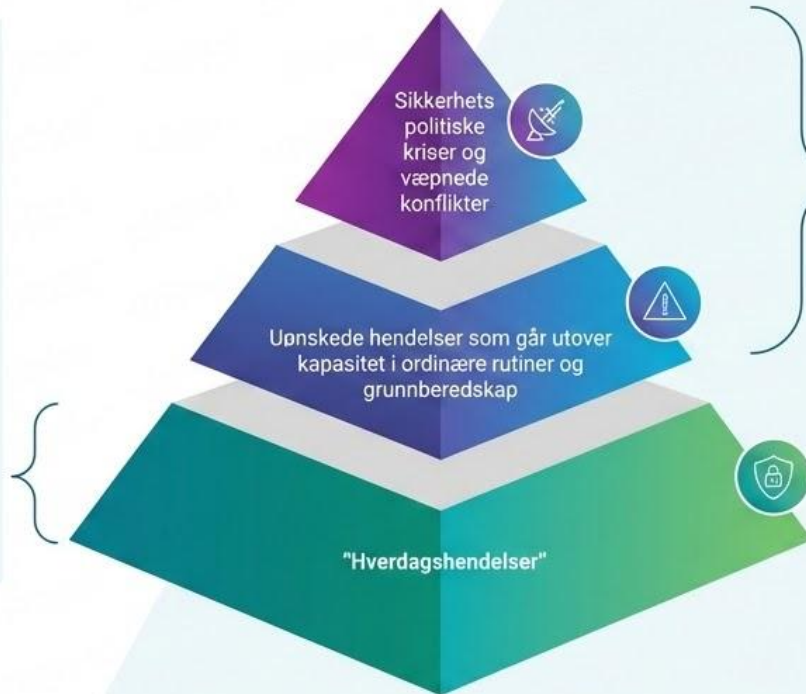 Sikkerhets
politiske
kriser og
væpnede
konflikter
Uønskede hendelser som går utover
kapasitet i ordinære rutiner og
grunnberedskap
"Hverdagshendelser"